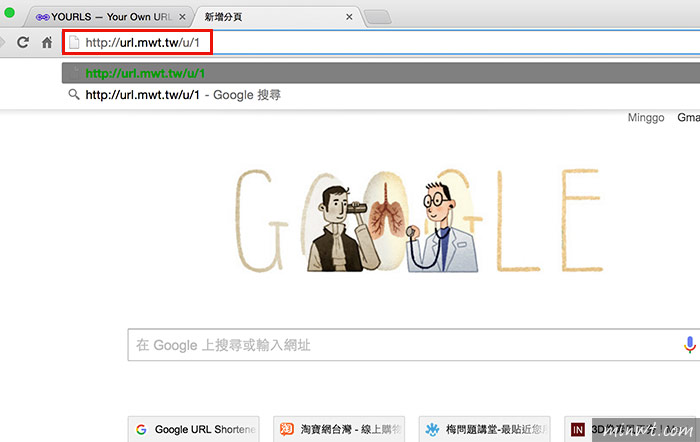 YOURLS — Your Own URL
新增分頁
http://url.mwt.tw/u/1
http://url.mwt.tw/u/1
http://url.mwt.tw/u/1 - Google 搜尋
Minggo Gma
GOOGLE
在 Google 上搜尋或輸入網址
Google URL Shortene
淘寶網台灣 - 線上購物
梅問題講堂-最貼近您
IN
minwt.com